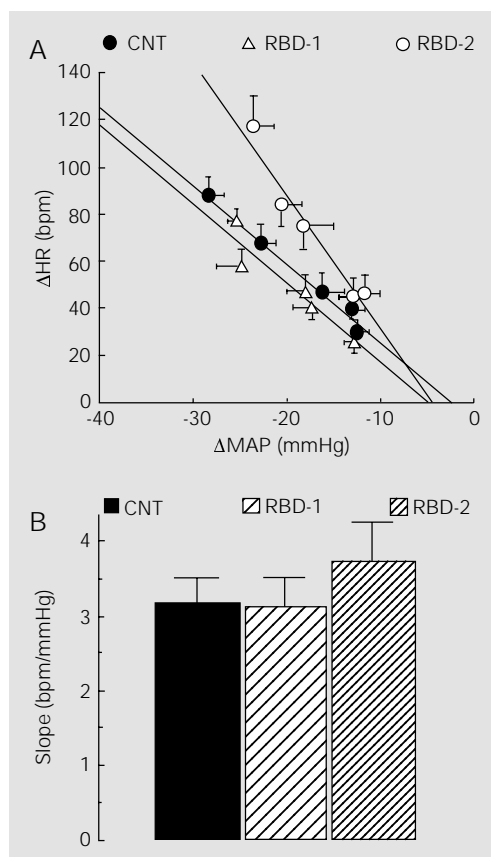 A
CNT
RBD-1
RBD-2
140
120
100
80
60
40
20
0
ΔHR (bpm)
-40
-30
-20
-10
0
ΔMAP (mmHg)
B
CNT
RBD-1
RBD-2
4
3
2
1
0
Slope (bpm/mmHg)